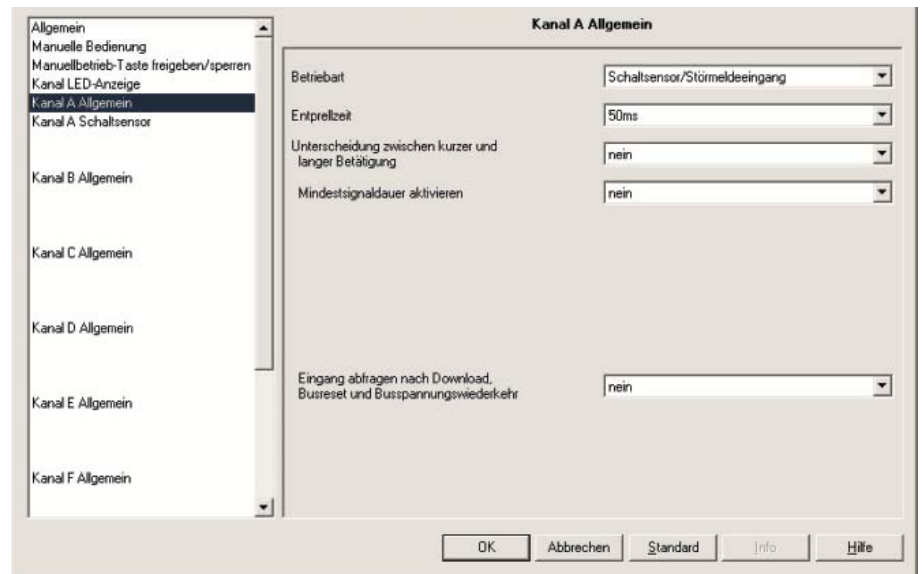 Allgemein
Manuelle Bedienung
Manuellbetrieb-Taste freigeben/sperren
Kanal LED-Anzeige
Kanal A Allgemein
Kanal A Schaltsensor
Kanal B Allgemein
Kanal C Allgemein
Kanal D Allgemein
Kanal E Allgemein
Kanal F Allgemein
Kanal A Allgemein
Betriebart
Schaltsensor/Störmeldeeingang
Entprellzeit
50ms
Unterscheidung zwischen kurzer und
langer Betätigung
nein
Mindestsignaldauer aktivieren
nein
Eingang abfragen nach Download,
Busreset und Busspannungswiederkehr
nein
OK
Abbrechen
Standard
Info
Hilfe